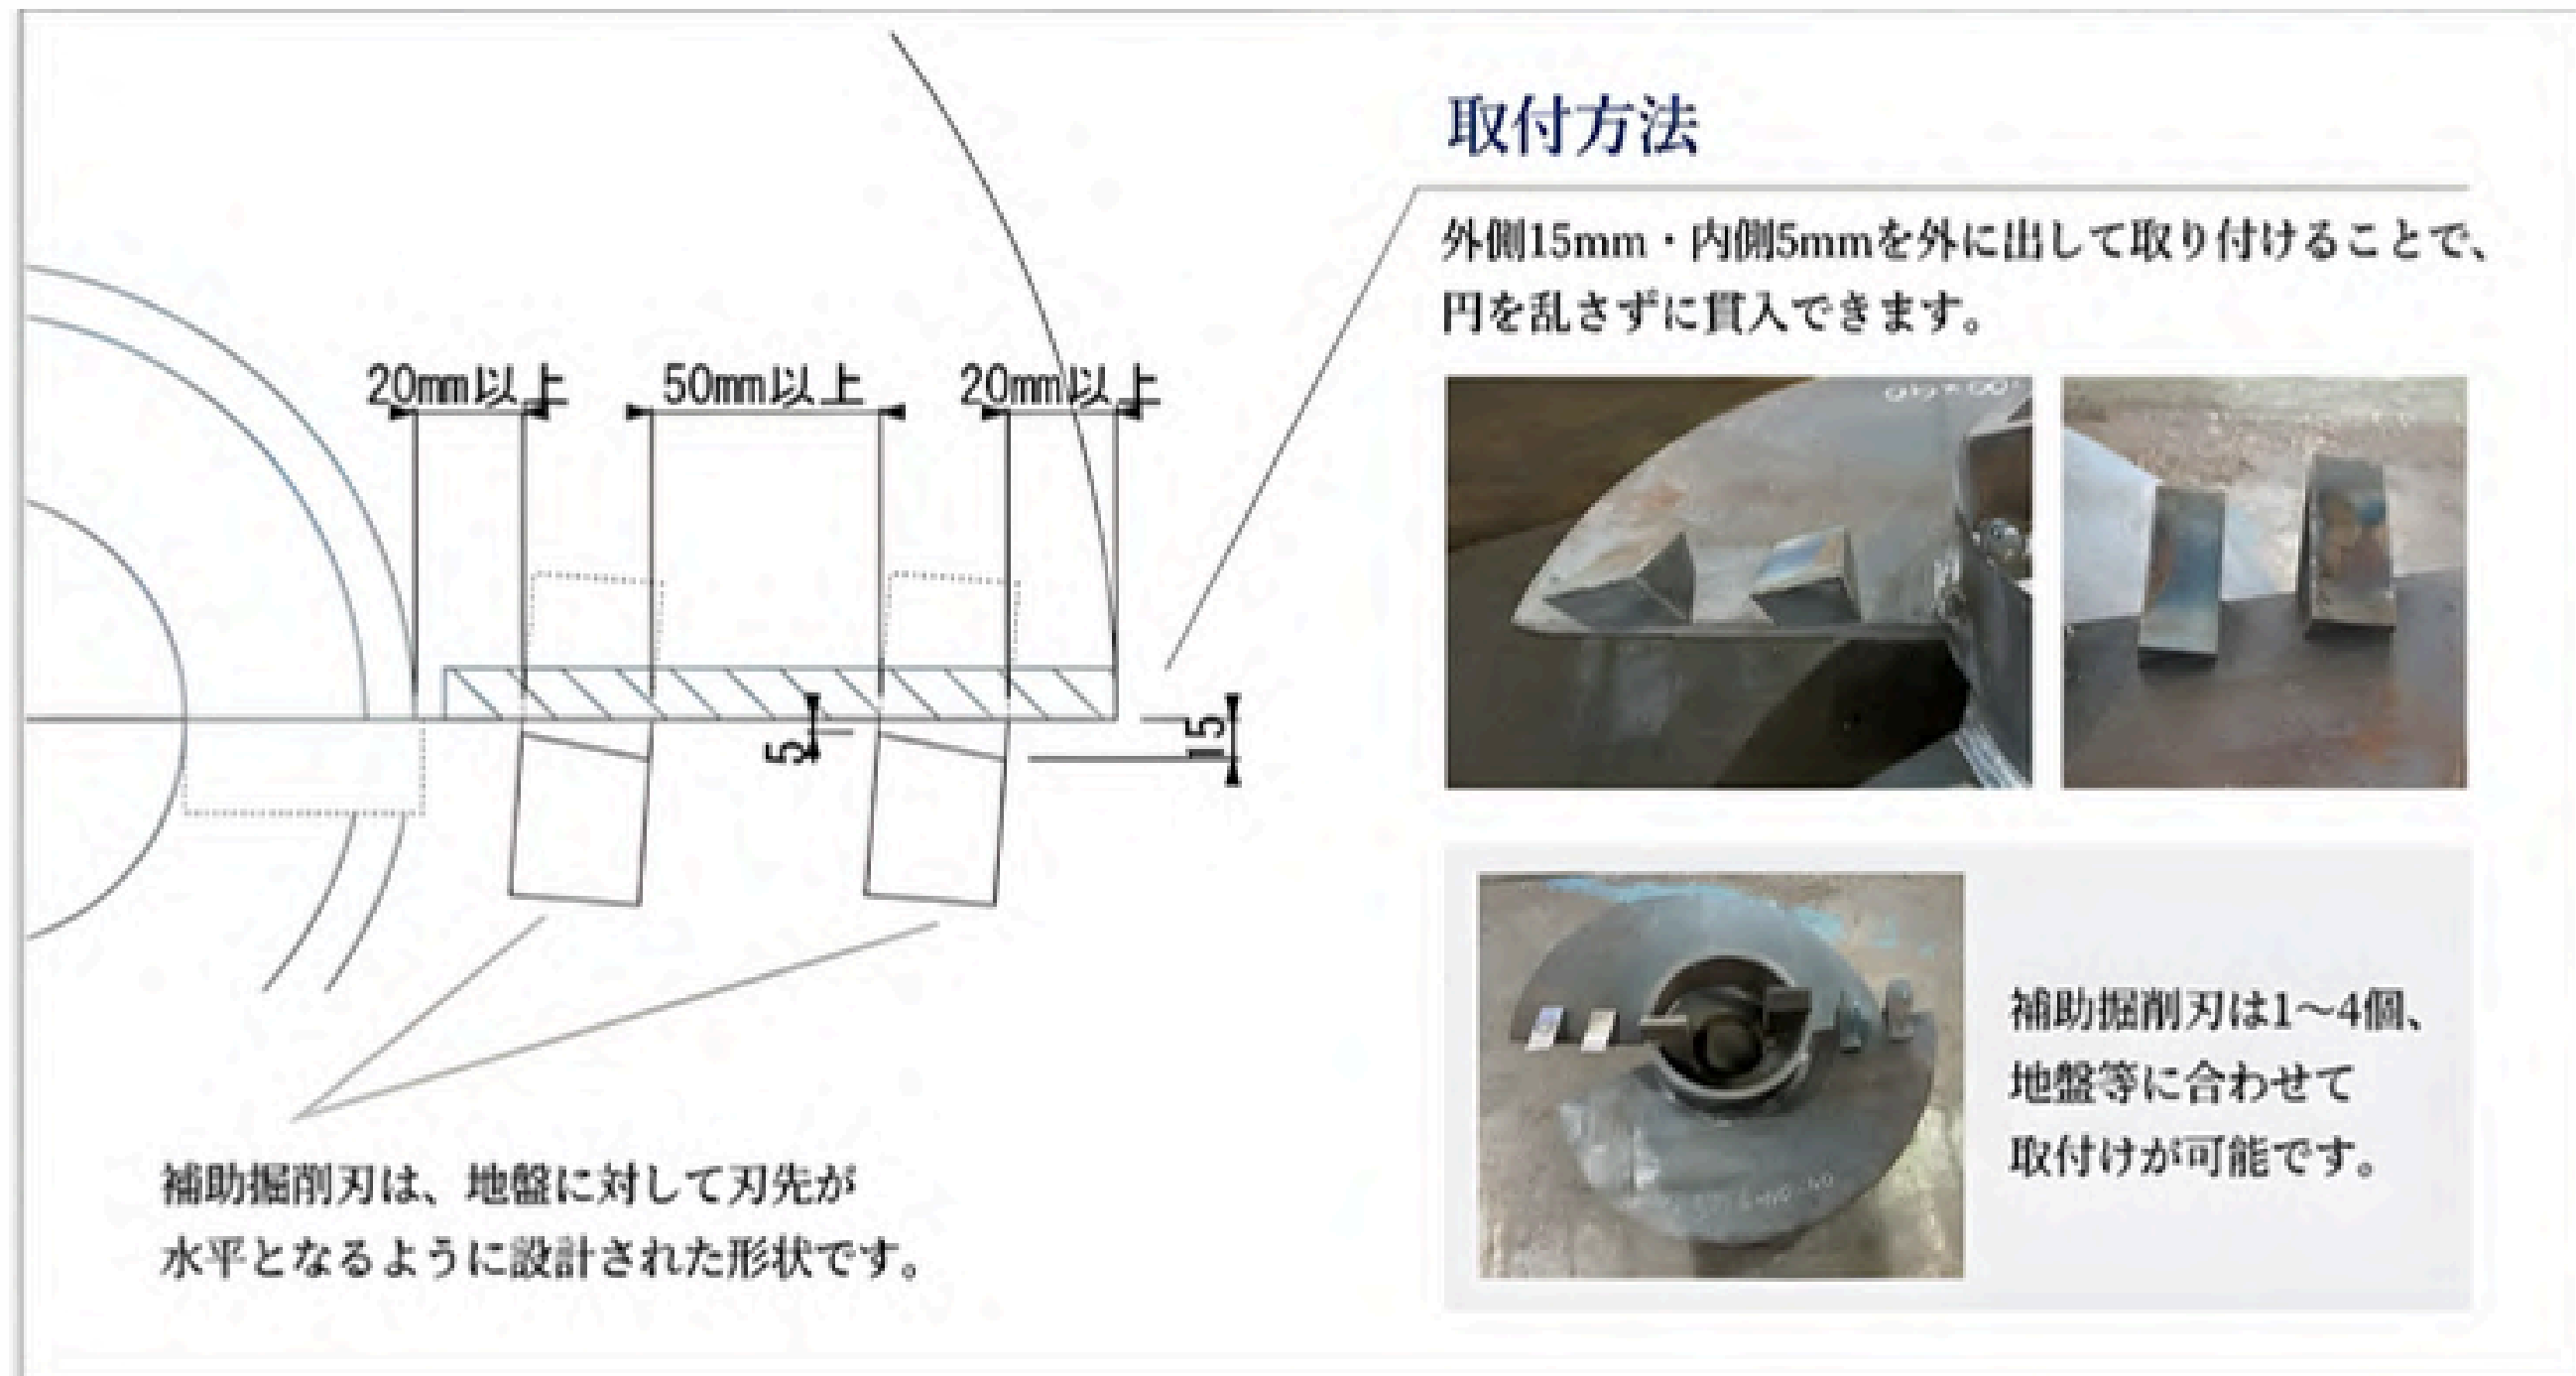 取付方法
外側15mm・内側5mmを外に出して取り付けることで、
円を乱さずに貫入できます。
20mm以上
50mm以上
20mm以上
5
15
補助掘削刃は1～4個、
地盤等に合わせて
取付けが可能です。
補助掘削刃は、地盤に対して刃先が
水平となるように設計された形状です。